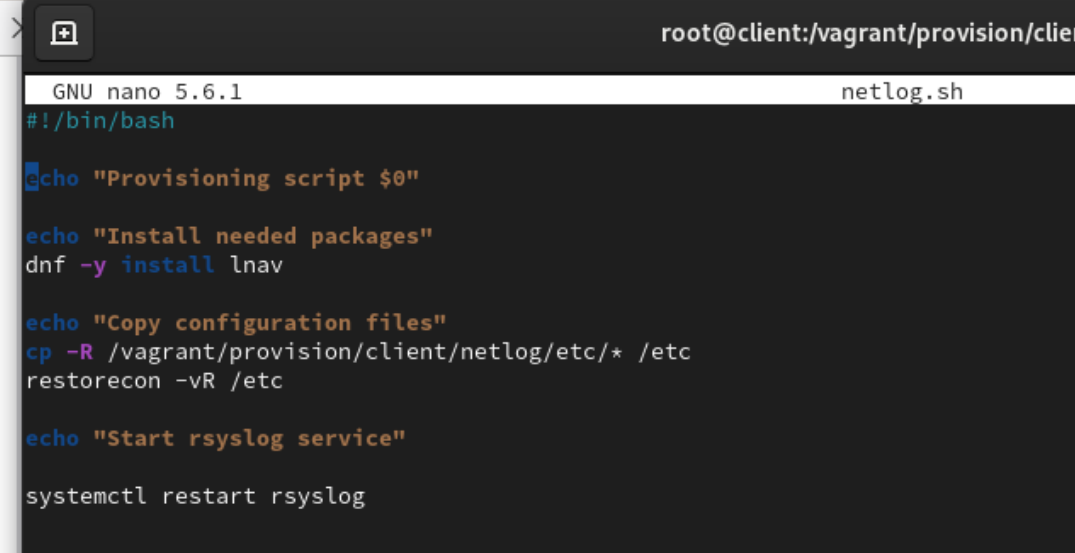 root@client:/vagrant/provision/clie
GNU nano 5.6.1 netlog.sh
#!/bin/bash
echo "Provisioning script $0"
echo "Install needed packages"
dnf -y install lnav
echo "Copy configuration files"
cp -R /vagrant/provision/client/netlog/etc/* /etc
restorecon -vR /etc
echo "Start rsyslog service"
systemctl restart rsyslog